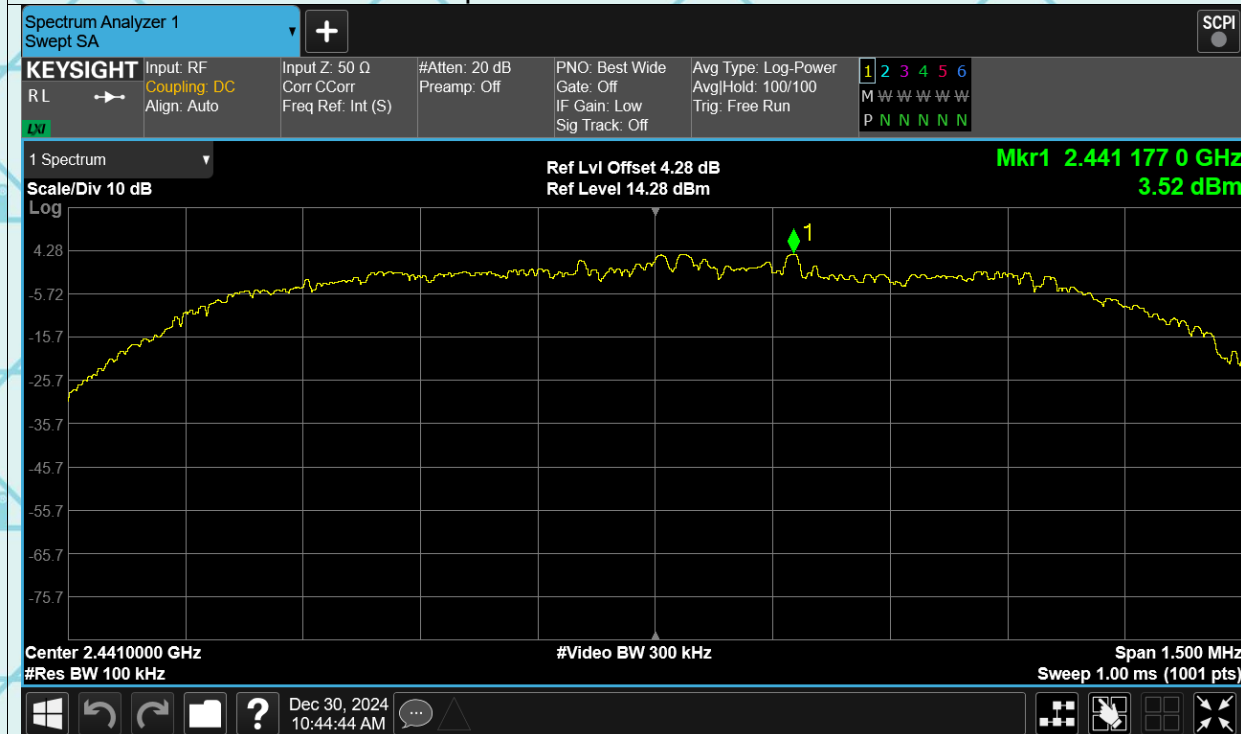 Spectrum Analyzer 1
Swept SA
SCPI
KEYSIGHT
RL
LXI
Input: RF
Coupling: DC
Align: Auto
Input Z: 50 Ω
Corr CCorr
Freq Ref: Int (S)
#Atten: 20 dB
Preamp: Off
PNO: Best Wide
Gate: Off
IF Gain: Low
Sig Track: Off
Avg Type: Log-Power
Avg|Hold: 100/100
Trig: Free Run
1 2 3 4 5 6
M W W W W W
P N N N N N
1 Spectrum
Scale/Div 10 dB
Log
Ref Lvl Offset 4.28 dB
Ref Level 14.28 dBm
Mkr1 2.441 177 0 GHz
3.52 dBm
1
4.28
-5.72
-15.7
-25.7
-35.7
-45.7
-55.7
-65.7
-75.7
Center 2.4410000 GHz
#Res BW 100 kHz
#Video BW 300 kHz
Span 1.500 MHz
Sweep 1.00 ms (1001 pts)
?
Dec 30, 2024
10:44:44 AM